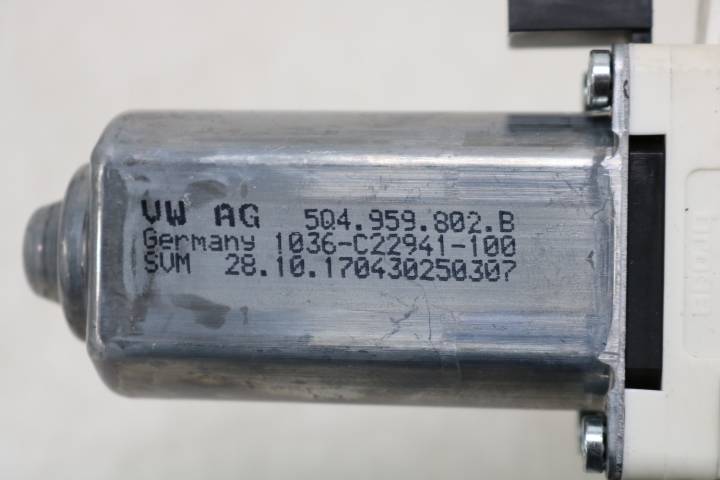 VW AG 5Q4.959.802.B
Germany 1036-C22941-100
SVM 28.10.170430250307